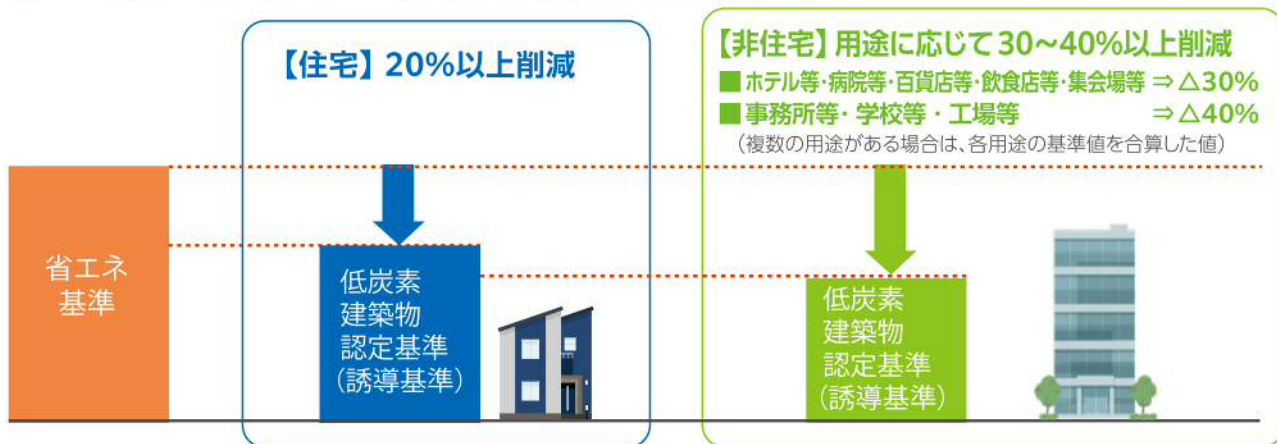 【住宅】20%以上削減
【非住宅】用途に応じて30~40%以上削減
■ホテル等・病院等・百貨店等・飲食店等・集会場等 ⇒ △30%
■事務所等・学校等・工場等 ⇒ △40%
(複数の用途がある場合は、各用途の基準値を合算した値)
省エネ
基準
低炭素
建築物
認定基準
(誘導基準)
低炭素
建築物
認定基準
(誘導基準)